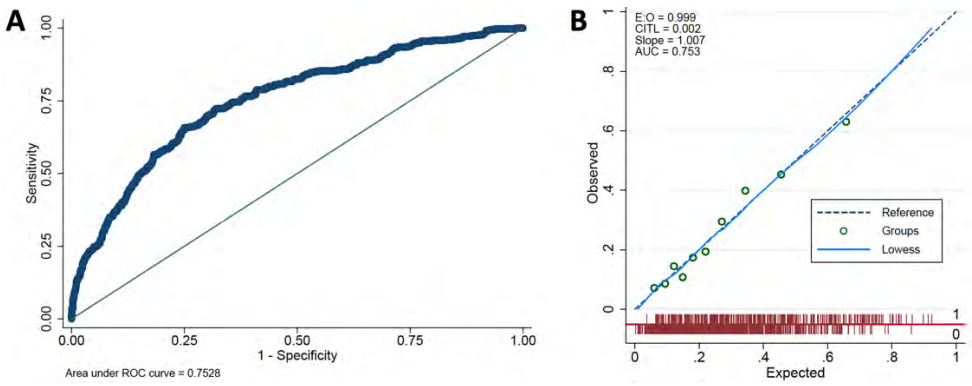 A
1.00
0.75
0.50
0.25
0.00
Sensitivity
0.00
0.25
0.50
0.75
1.00
1 - Specificity
Area under ROC curve = 0.7528
B
E:O = 0.999
CITL = 0.002
Slope = 1.007
AUC = 0.753
1
.8
.6
.4
.2
0
Observed
Reference
Groups
Lowess
1
0
0
.2
.4
.6
.8
1
Expected